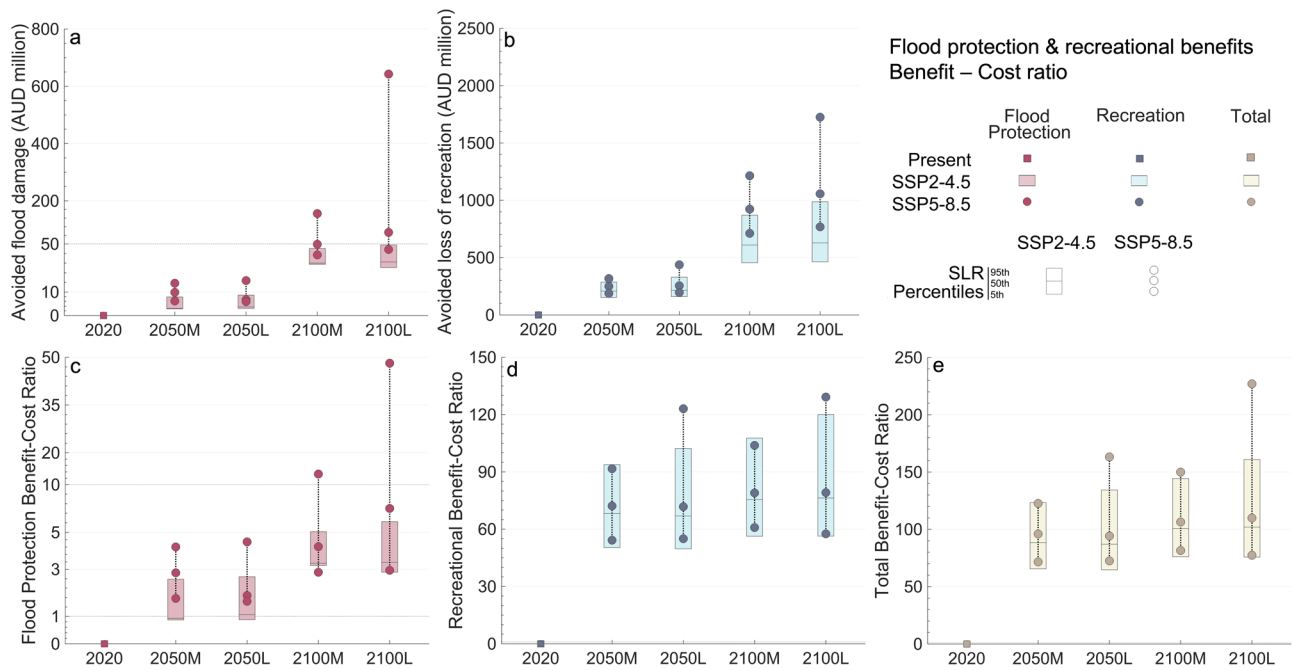 a
Avoided flood damage (AUD million)
800
600
400
200
50
10
0
2020 2050M 2050L 2100M 2100L
b
Avoided loss of recreation (AUD million)
2500
2000
1500
1000
500
0
2020 2050M 2050L 2100M 2100L
Flood protection & recreational benefits
Benefit – Cost ratio
Flood Protection
Recreation
Total
Present
SSP2-4.5
SSP5-8.5
SSP2-4.5 SSP5-8.5
SLR
Percentiles
95th
50th
5th
c
Flood Protection Benefit-Cost Ratio
50
35
20
10
5
3
1
0
2020 2050M 2050L 2100M 2100L
d
Recreational Benefit-Cost Ratio
150
120
90
60
30
0
2020 2050M 2050L 2100M 2100L
e
Total Benefit-Cost Ratio
250
200
150
100
50
0
2020 2050M 2050L 2100M 2100L